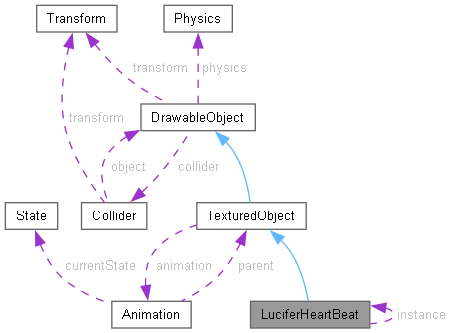 Transform
Physics
transform
physics
DrawableObject
transform
object
collider
State
Collider
TexturedObject
currentState
animation
parent
Animation
LuciferHeartBeat
instance